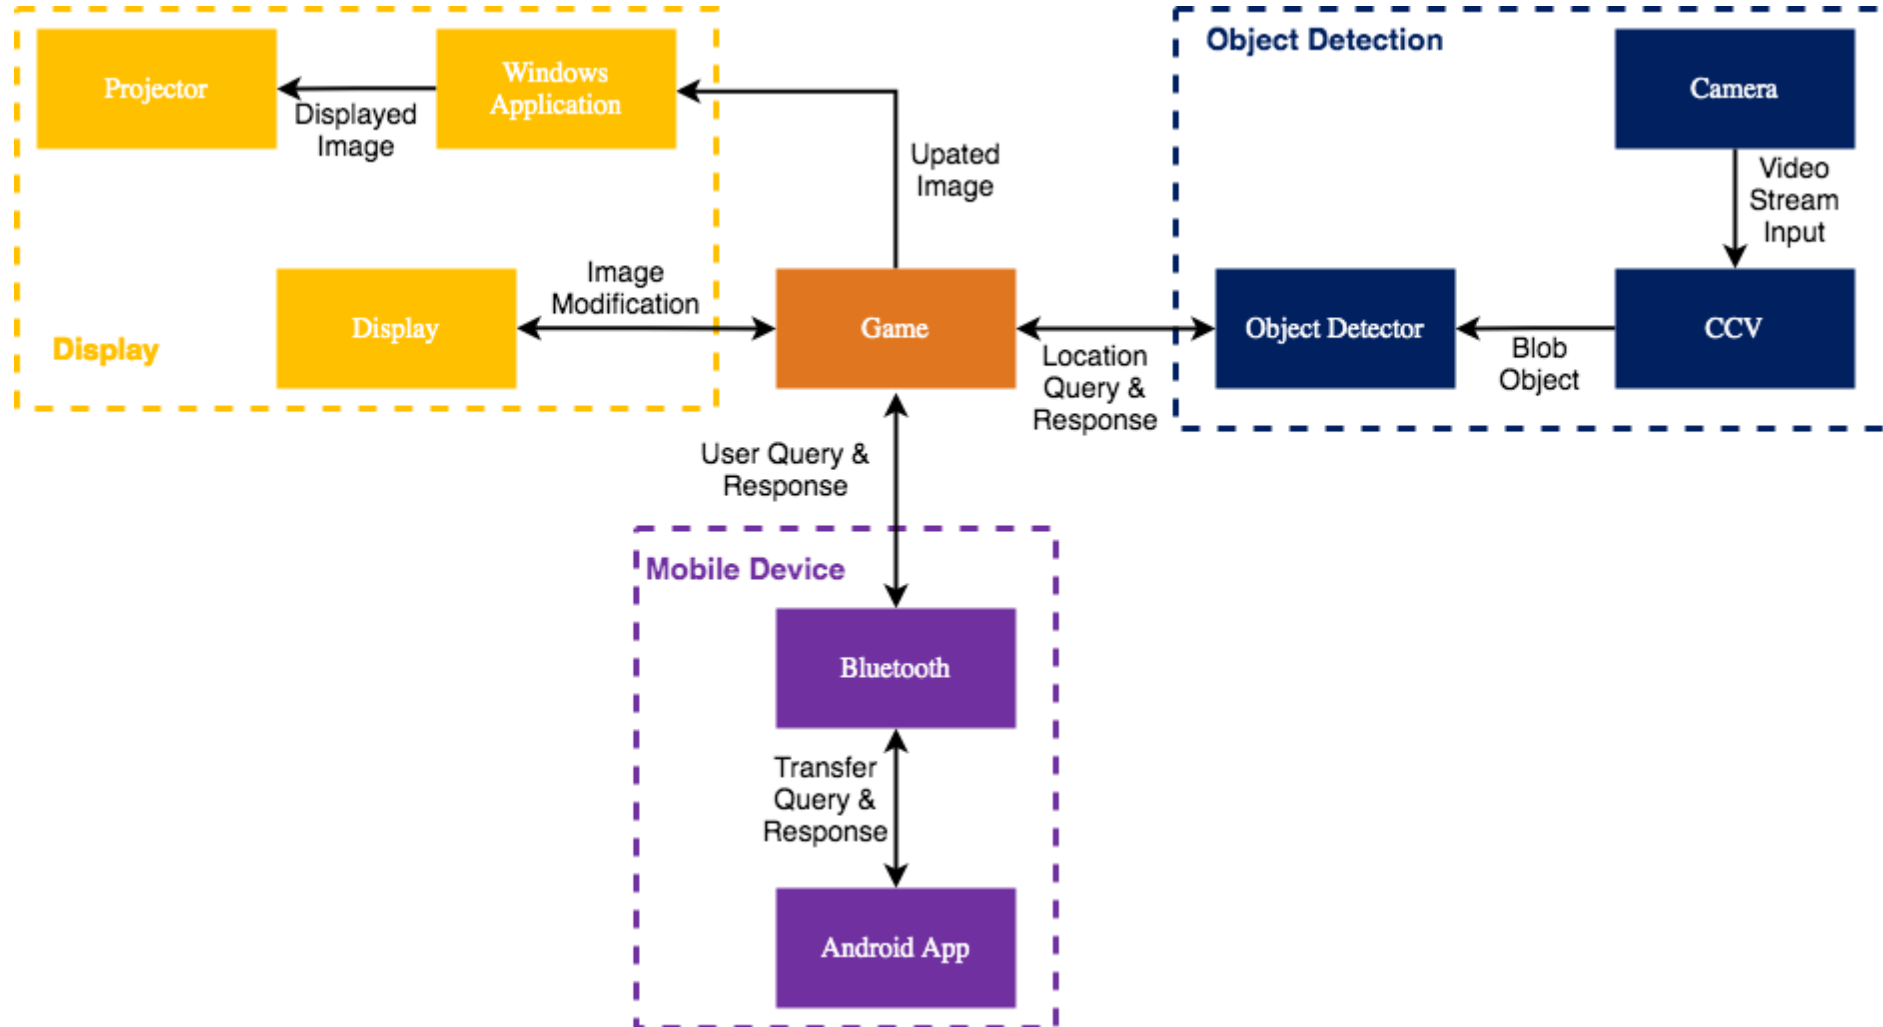 Projector
Displayed
Image
Windows
Application
Upated
Image
Display
Display
Image
Modification
Game
Object Detection
Camera
Video
Stream
Input
Object Detector
Blob
Object
CCV
Location
Query &
Response
User Query &
Response
Mobile Device
Bluetooth
Transfer
Query &
Response
Android App